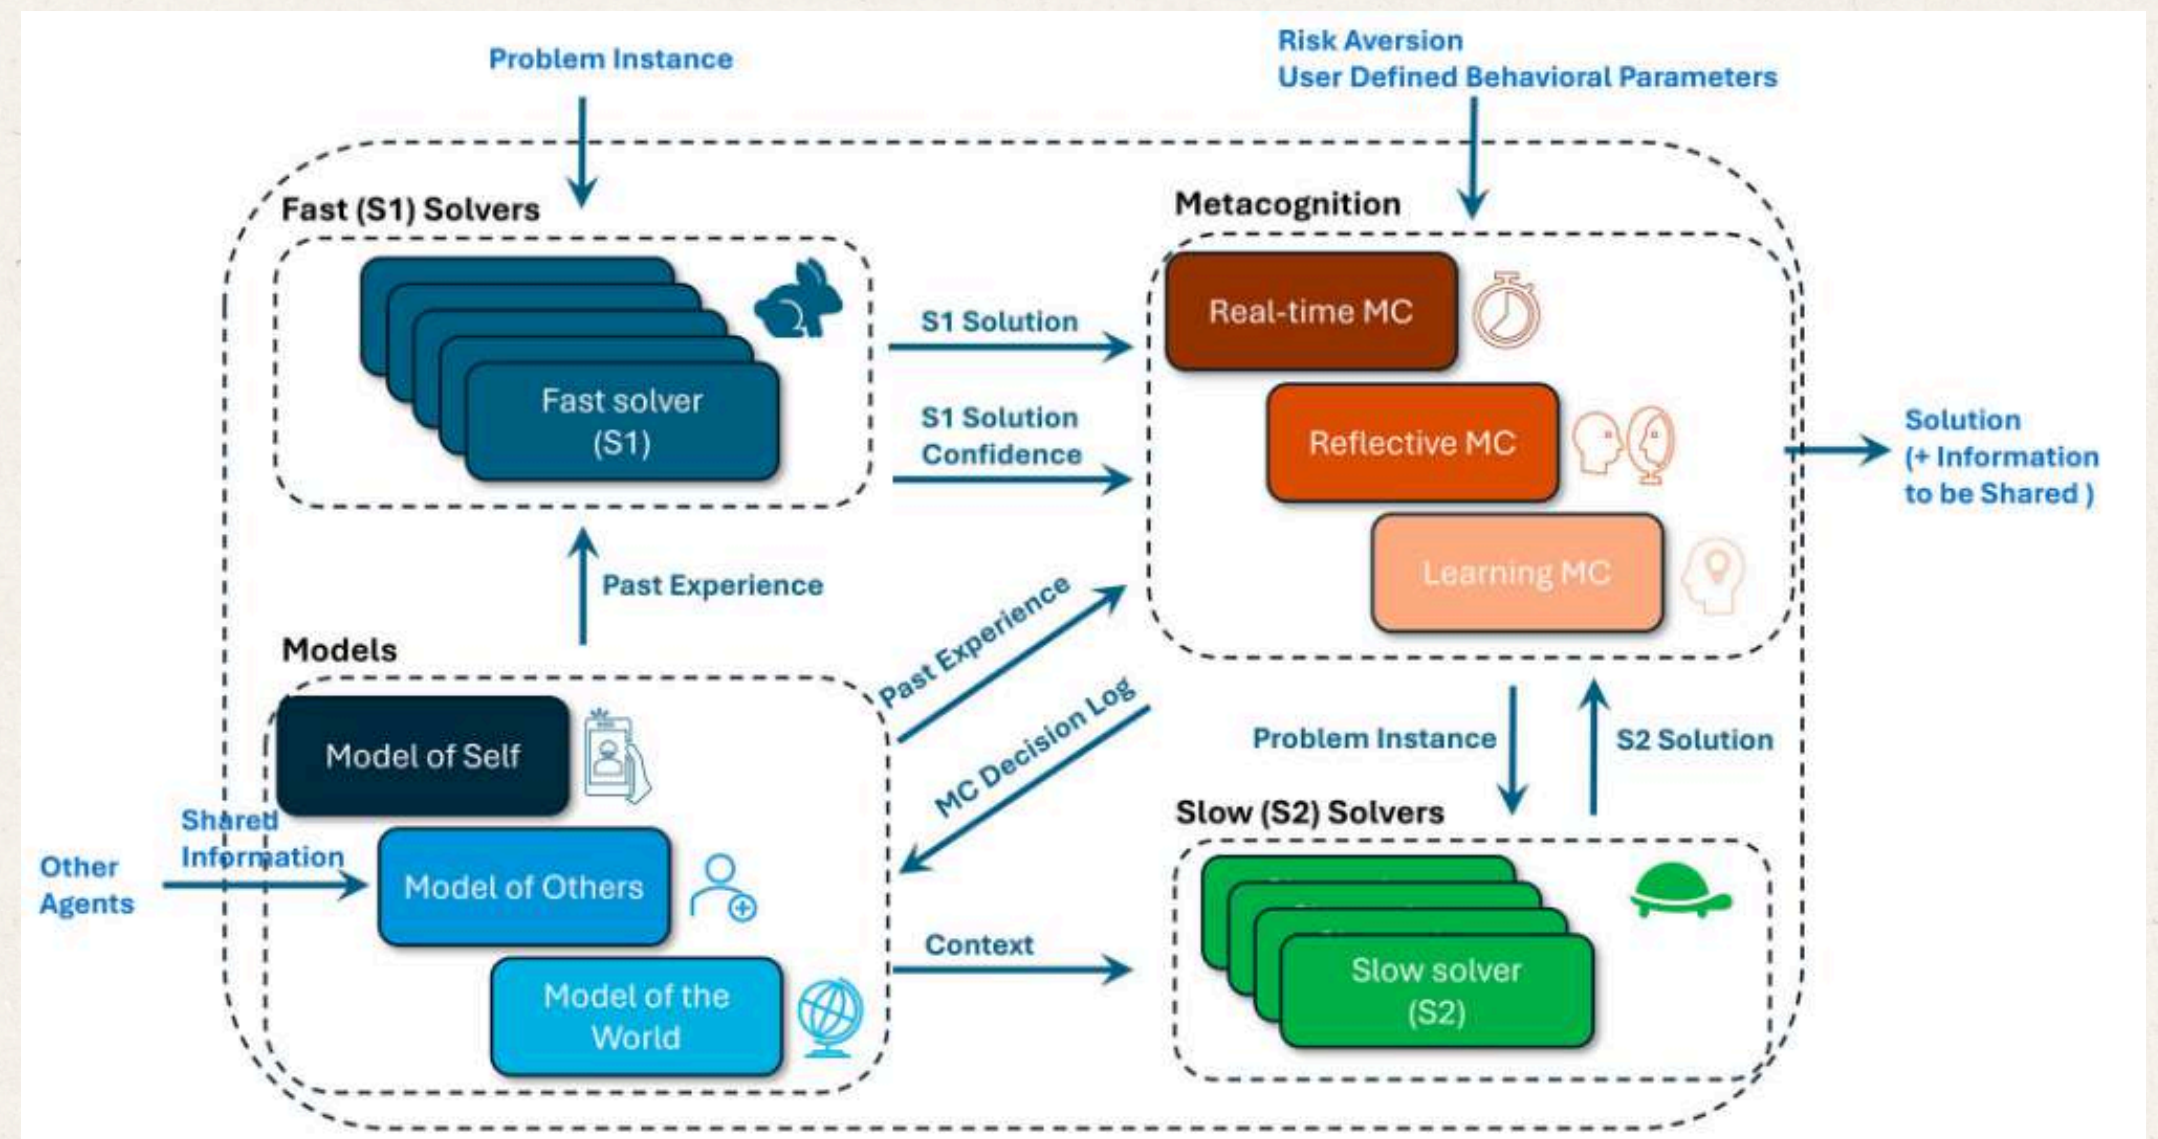 Problem Instance
Risk Aversion
User Defined Behavioral Parameters
Fast (S1) Solvers
Fast solver
(S1)
S1 Solution
S1 Solution
Confidence
Metacognition
Real-time MC
Reflective MC
Learning MC
Solution
(+ Information
to be Shared )
Past Experience
Past Experience
MC Decision Log
Models
Model of Self
Shared
Information
Other
Agents
Model of Others
Model of the
World
Context
Problem Instance
S2 Solution
Slow (S2) Solvers
Slow solver
(S2)